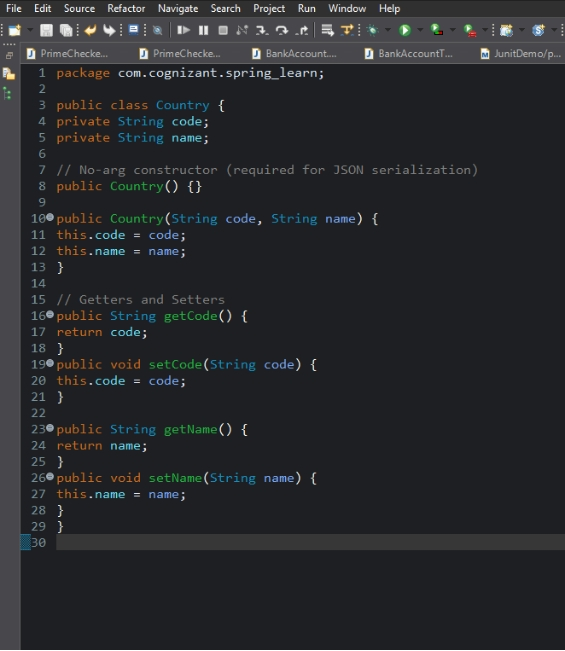 File Edit Source Refactor Navigate Search Project Run Window Help
PrimeChecke... PrimeChecke... BankAccount.... BankAccountT... JunitDemo/p...
1 package com.cognizant.spring_learn;
2
3 public class Country {
4 private String code;
5 private String name;
6
7 // No-arg constructor (required for JSON serialization)
8 public Country() {}
9
10 public Country(String code, String name) {
11 this.code = code;
12 this.name = name;
13 }
14
15 // Getters and Setters
16 public String getCode() {
17 return code;
18 }
19 public void setCode(String code) {
20 this.code = code;
21 }
22
23 public String getName() {
24 return name;
25 }
26 public void setName(String name) {
27 this.name = name;
28 }
29 }
30